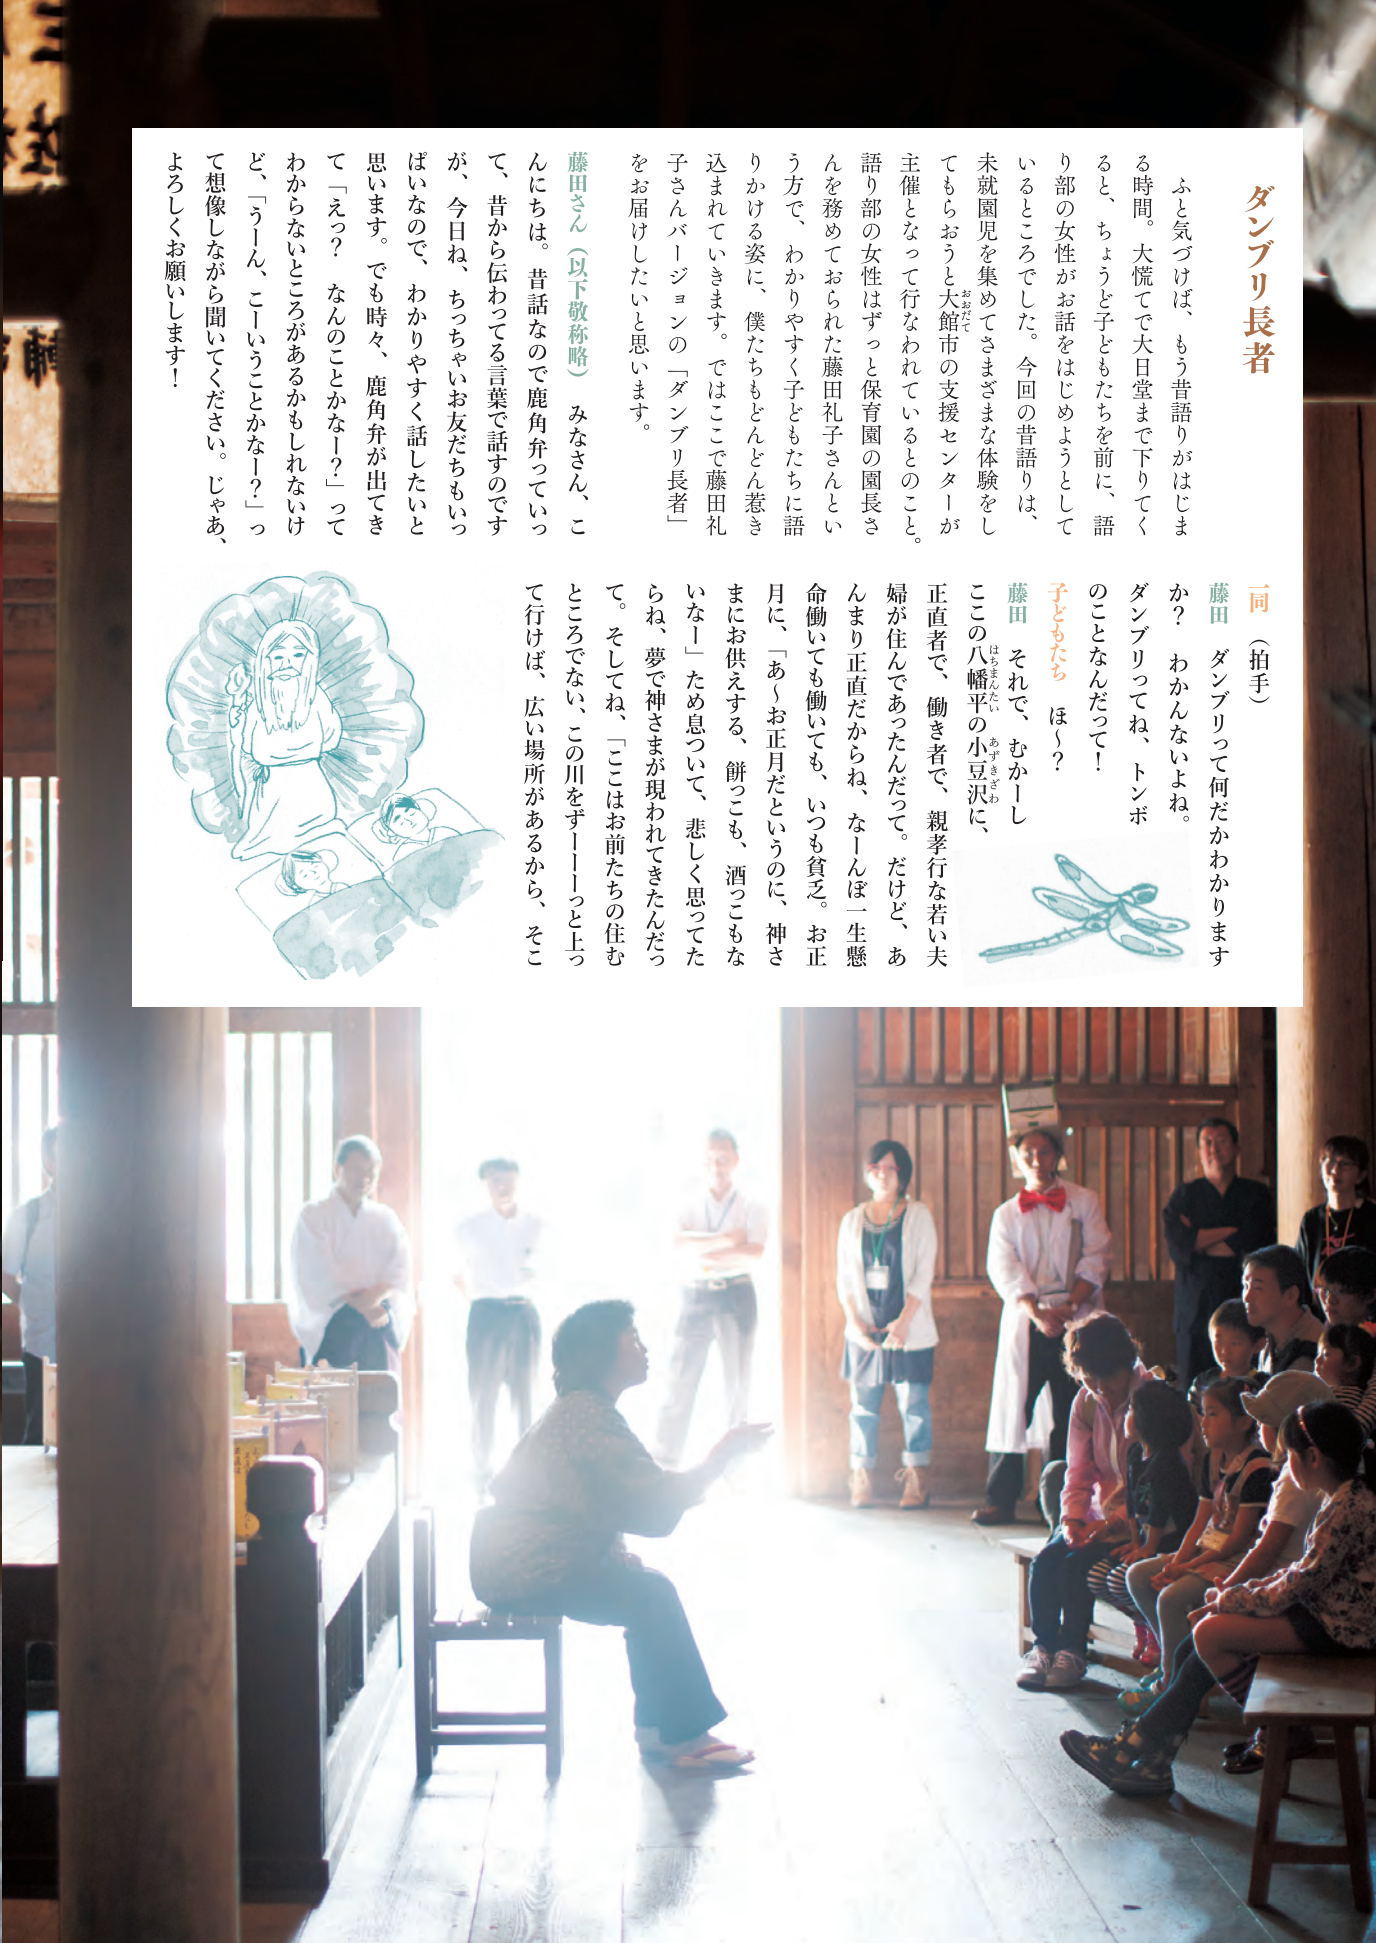 ダンブリ長者
ふと気づけば、もう昔語りがはじま
る時間。大慌てで大日堂まで下りてく
ると、ちょうど子どもたちを前に、語
り部の女性がお話をはじめようとして
いるところでした。今回の昔語りは、
未就園児を集めてさまざまな体験をし
てもらおうと大館市の支援センターが
おおだて
主催となって行なわれているとのこと。
語り部の女性はずっと保育園の園長さ
んを務めておられた藤田礼子さんとい
う方で、わかりやすく子どもたちに語
りかける姿に、僕たちもどんどん惹き
込まれていきます。ではここで藤田礼
子さんバージョンの「ダンブリ長者」
をお届けしたいと思います。
藤田さん（以下敬称略）　みなさん、こ
んにちは。昔話なので鹿角弁っていっ
て、昔から伝わってる言葉で話すのです
が、今日ね、ちっちゃいお友だちもいっ
ぱいなので、わかりやすく話したいと
思います。でも時々、鹿角弁が出てき
て「えっ？　なんのことかなー？」って
わからないところがあるかもしれないけ
ど、「うーん、こーいうことかなー？」っ
て想像しながら聞いてください。じゃあ、
よろしくお願いします！
一同　（拍手）
藤田　ダンブリって何だかわかります
か？　わかんないよね。
ダンブリってね、トンボ
のことなんだって！
子どもたち　ほ〜？
藤田　それで、むかーし
ここの八幡平の小豆沢に、
はちまんたい　あずきざわ
正直者で、働き者で、親孝行な若い夫
婦が住んであったんだって。だけど、あ
んまり正直だからね、なーんぼ一生懸
命働いても働いても、いつも貧乏。お正
月に、「あ〜お正月だというのに、神さ
まにお供えする、餅っこも、酒っこもな
いなー」ため息ついて、悲しく思ってた
らね、夢で神さまが現われてきたんだっ
て。そしてね、「ここはお前たちの住む
ところでない、この川をずーーーっと上っ
て行けば、広い場所があるから、そこ